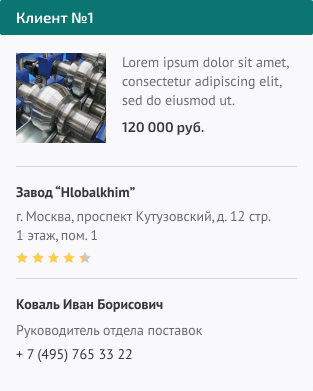 Клиент №1
Lorem ipsum dolor sit amet,
consectetur adipiscing elit,
sed do eiusmod ut.
120 000 руб.
Завод “Hlobalkhim”
г. Москва, проспект Кутузовский, д. 12 стр.
1 этаж, пом. 1
Коваль Иван Борисович
Руководитель отдела поставок
+ 7 (495) 765 33 22